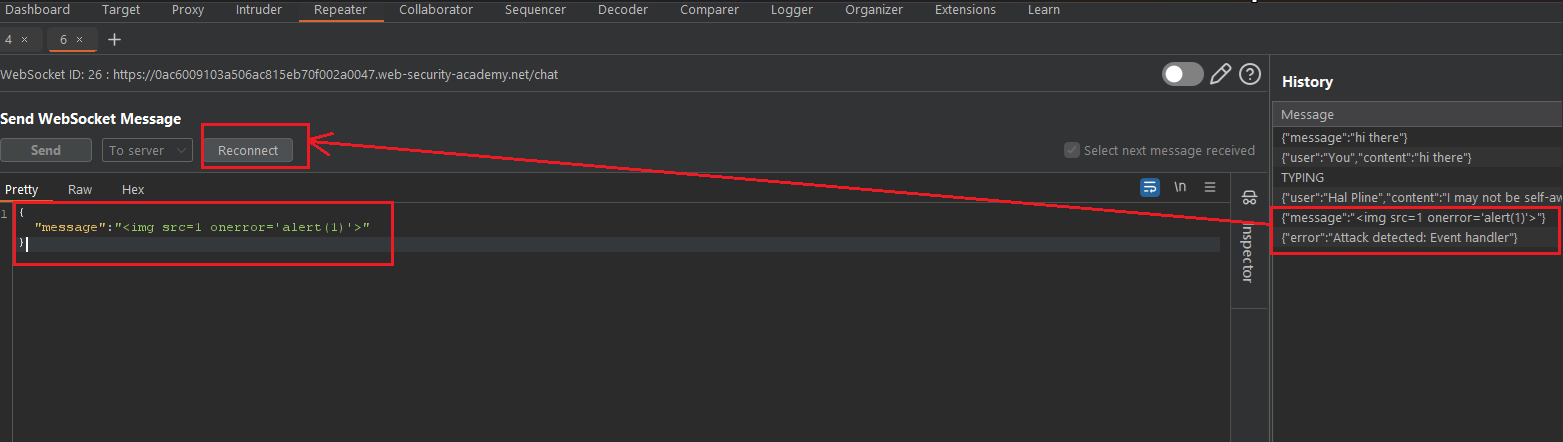 Dashboard Target Proxy Intruder Repeater Collaborator Sequencer Decoder Comparer Logger Organizer Extensions Learn
4 × 6 × +
WebSocket ID: 26 : https://0ac6009103a506ac815eb70f002a0047.web-security-academy.net/chat
History
Send WebSocket Message
Message
Send To server Reconnect Select next message received
{"message":"hi there"}
{"user":"You","content":"hi there"}
TYPING
{"user":"Hal Pline","content":"I may not be self-aw
{"message":"<img src=1 onerror='alert(1)'>"}
{"error":"Attack detected: Event handler"}
Pretty Raw Hex
\n
1 {
"message":"<img src=1 onerror='alert(1)'>"
}
Inspector